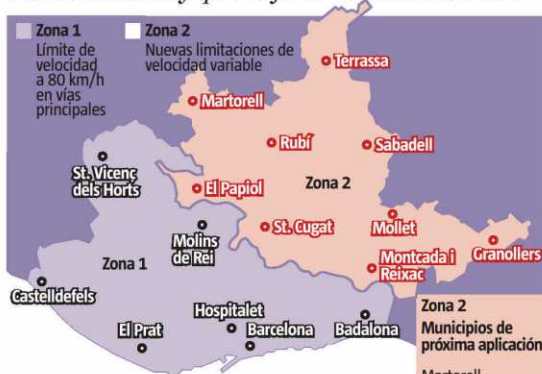 Zona 1
Límite de
velocidad
a 80 km/h
en vías
principales
Zona 2
Nuevas limitaciones de
velocidad variable
Terrassa
Martorell
Rubí
Sabadell
St. Vicenç
dels Horts
El Papiol
Zona 2
St. Cugat
Mollet
Molins
de Rei
Montcada i
Reixac
Granollers
Zona 1
Castelldefels
Hospitalet
El Prat
Barcelona
Badalona
Zona 2
Municipios de
próxima aplicación
Martorell